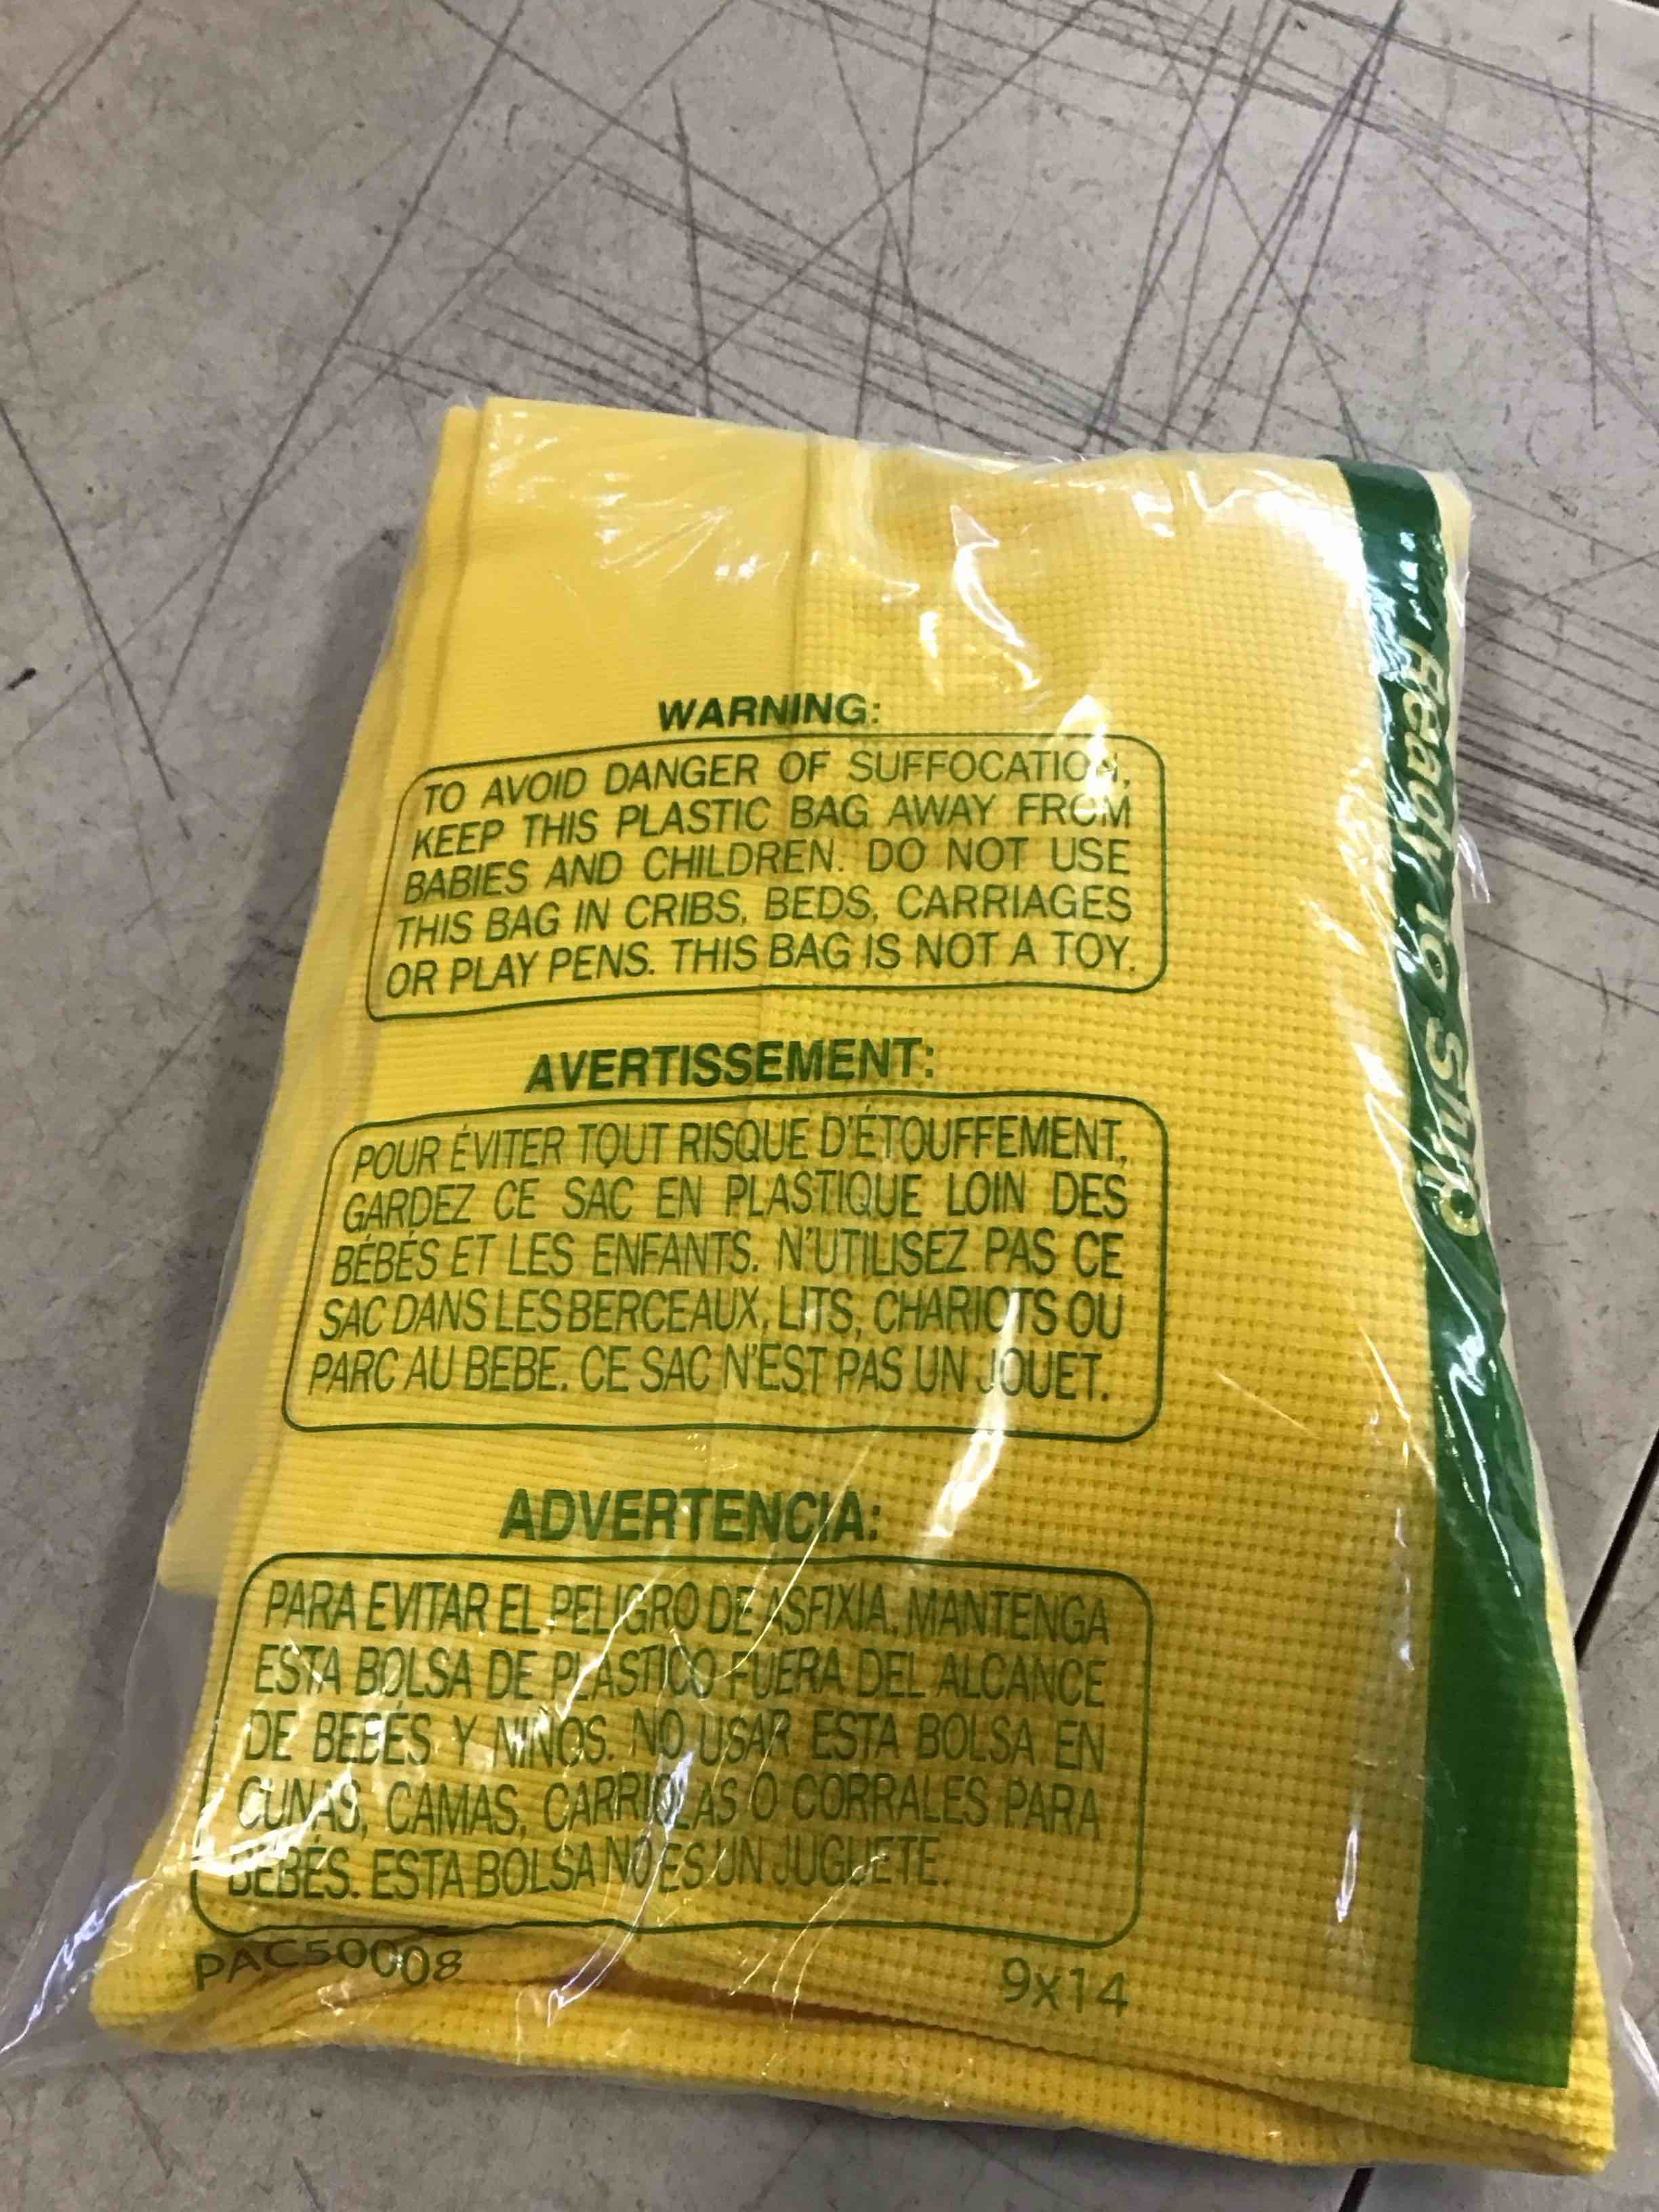 WARNING:
TO AVOID DANGER OF SUFFOCATION,
KEEP THIS PLASTIC BAG AWAY FROM
BABIES AND CHILDREN. DO NOT USE
THIS BAG IN CRIBS, BEDS, CARRIAGES
OR PLAY PENS. THIS BAG IS NOT A TOY.
AVERTISSEMENT:
POUR ÉVITER TOUT RISQUE D'ÉTOUFFEMENT,
GARDEZ CE SAC EN PLASTIQUE LOIN DES
BÉBÉS ET LES ENFANTS. N'UTILISEZ PAS CE
SAC DANS LES BERCEAUX, LITS, CHARIOTS OU
PARC AU BEBE. CE SAC N'EST PAS UN JOUET.
ADVERTENCIA:
PARA EVITAR EL PELIGRO DE ASFIXIA, MANTENGA
ESTA BOLSA DE PLASTICO FUERA DEL ALCANCE
DE BEBÉS Y NINOS. NO USAR ESTA BOLSA EN
CUNAS, CAMAS, CARRIOLAS O CORRALES PARA
BEBÉS. ESTA BOLSA NO ES UN JUGUETE.
PAC50008
9x14
Ready to Ship